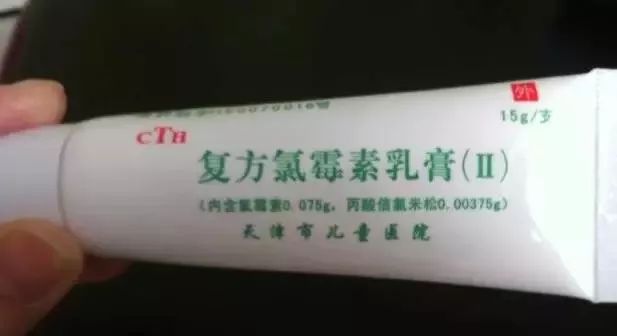 外
15g/支
CTH
复方氯霉素乳膏(Ⅱ)
(内含氯霉素0.075g，丙酸倍氯米松0.00375g)
天津市儿童医院